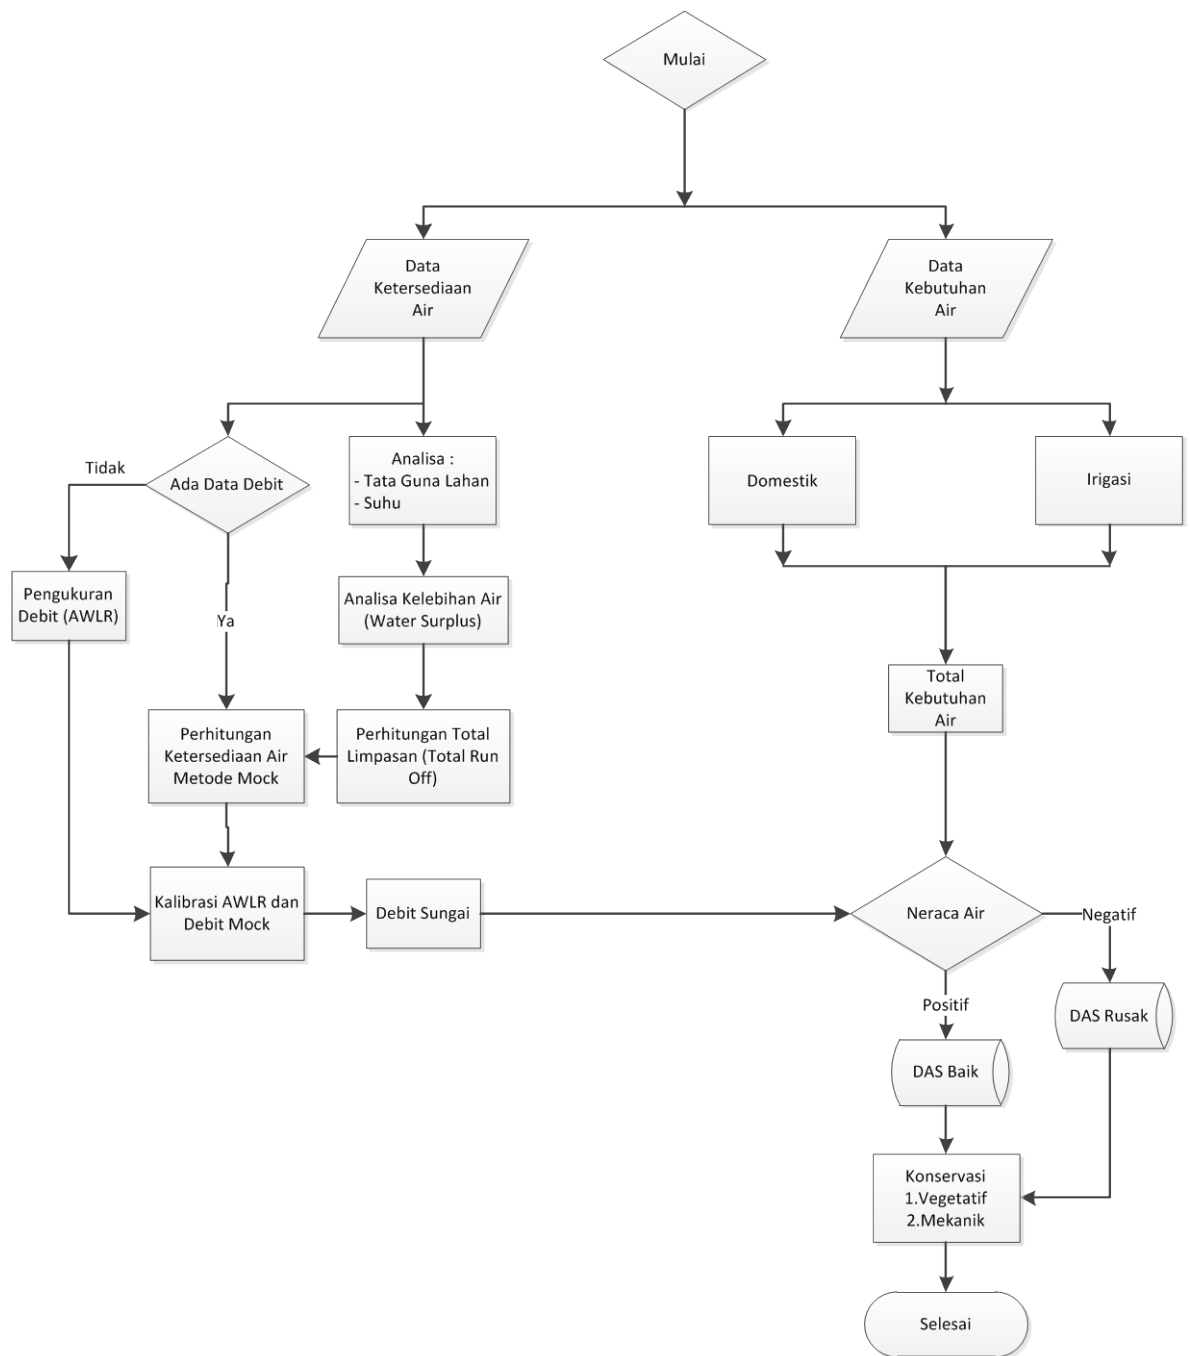 Mulai
Data
Ketersediaan
Air
Data
Kebutuhan
Air
Tidak
Ada Data Debit
Analisa :
- Tata Guna Lahan
- Suhu
Domestik
Irigasi
Pengukuran
Debit (AWLR)
Ya
Analisa Kelebihan Air
(Water Surplus)
Total
Kebutuhan
Air
Perhitungan
Ketersediaan Air
Metode Mock
Perhitungan Total
Limpasan (Total Run
Off)
Kalibrasi AWLR dan
Debit Mock
Debit Sungai
Neraca Air
Negatif
Positif
DAS Rusak
DAS Baik
Konservasi
1.Vegetatif
2.Mekanik
Selesai